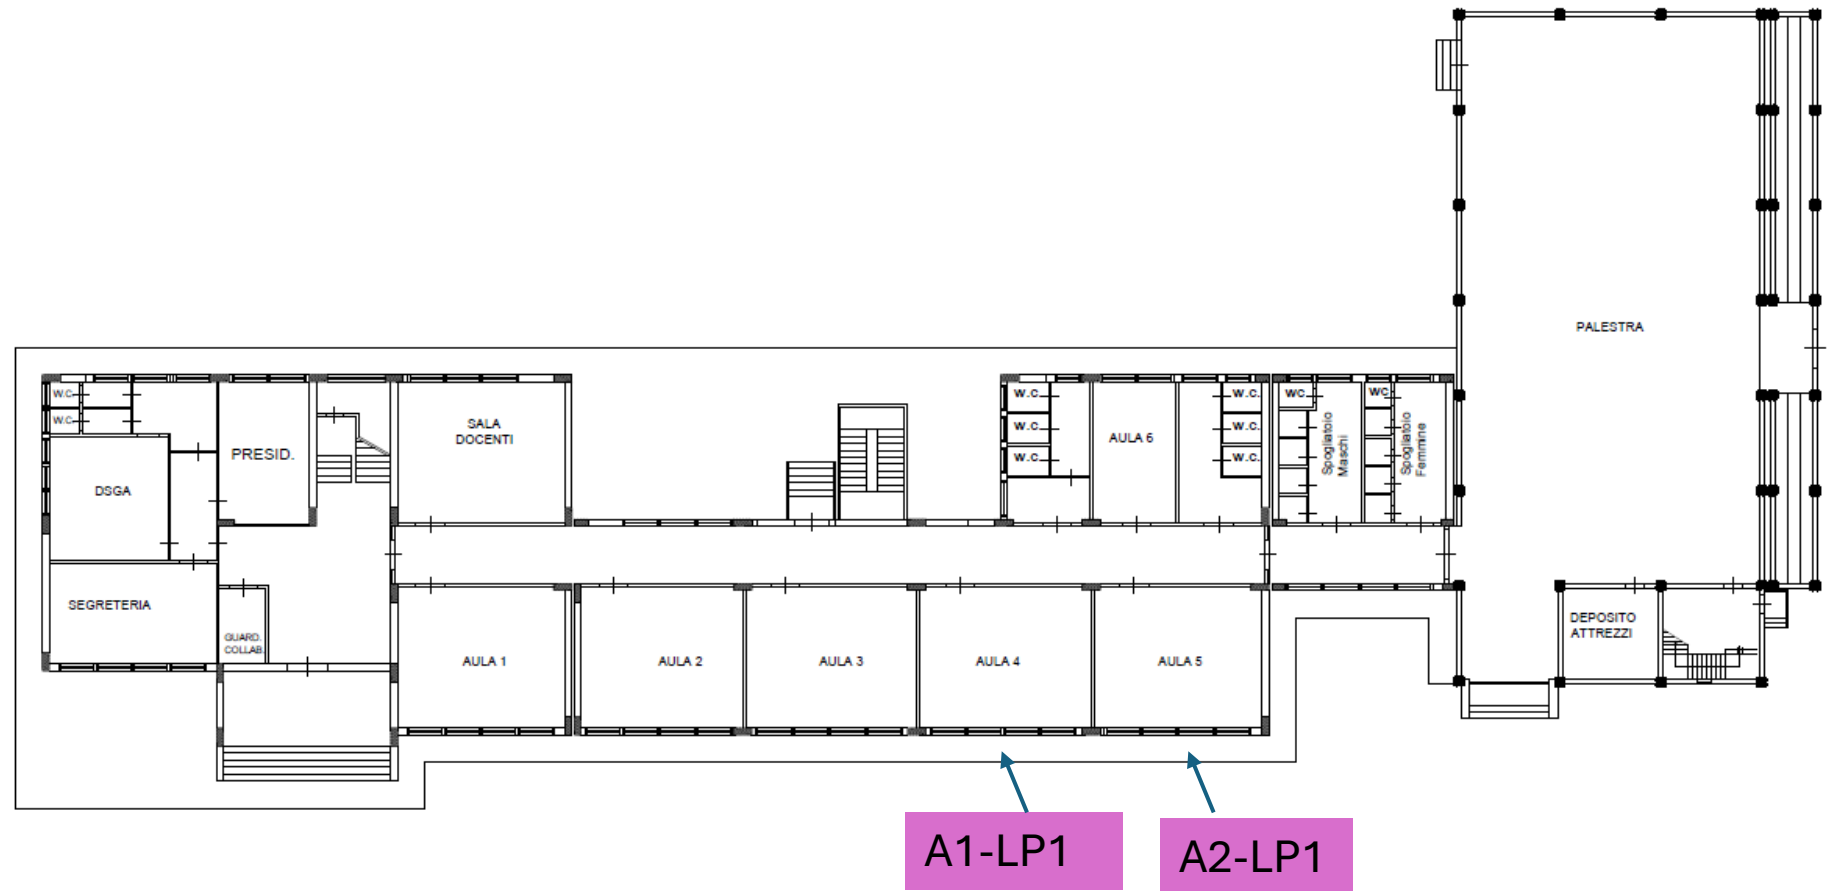 PALESTRA
W.C.
W.C.
PRESID.
DSGA
SALA
DOCENTI
W.C.
W.C.
W.C.
AULA 6
W.C.
W.C.
W.C.
WC
Spogliatoio
Maschi
WC
Spogliatoio
Femmine
SEGRETERIA
GUARD.
COLLAB.
AULA 1
AULA 2
AULA 3
AULA 4
AULA 5
DEPOSITO
ATTREZZI
A1-LP1
A2-LP1